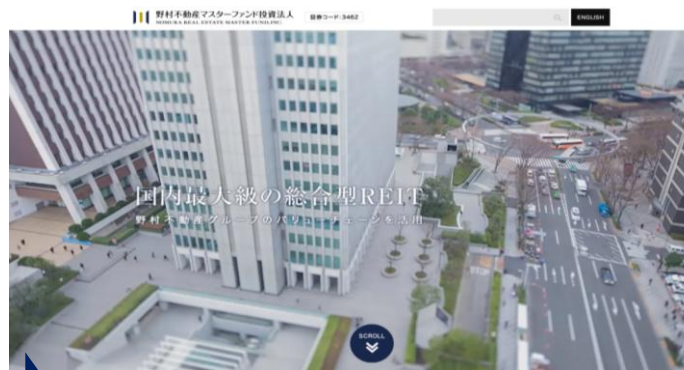 野村不動産マスターファンド投資法人
NOMURA REAL ESTATE MASTER FUND,INC.
証券コード:3462
ENGLISH
国内最大級の総合型REIT
野村不動産グループのバリューチェーンを活用
SCROLL